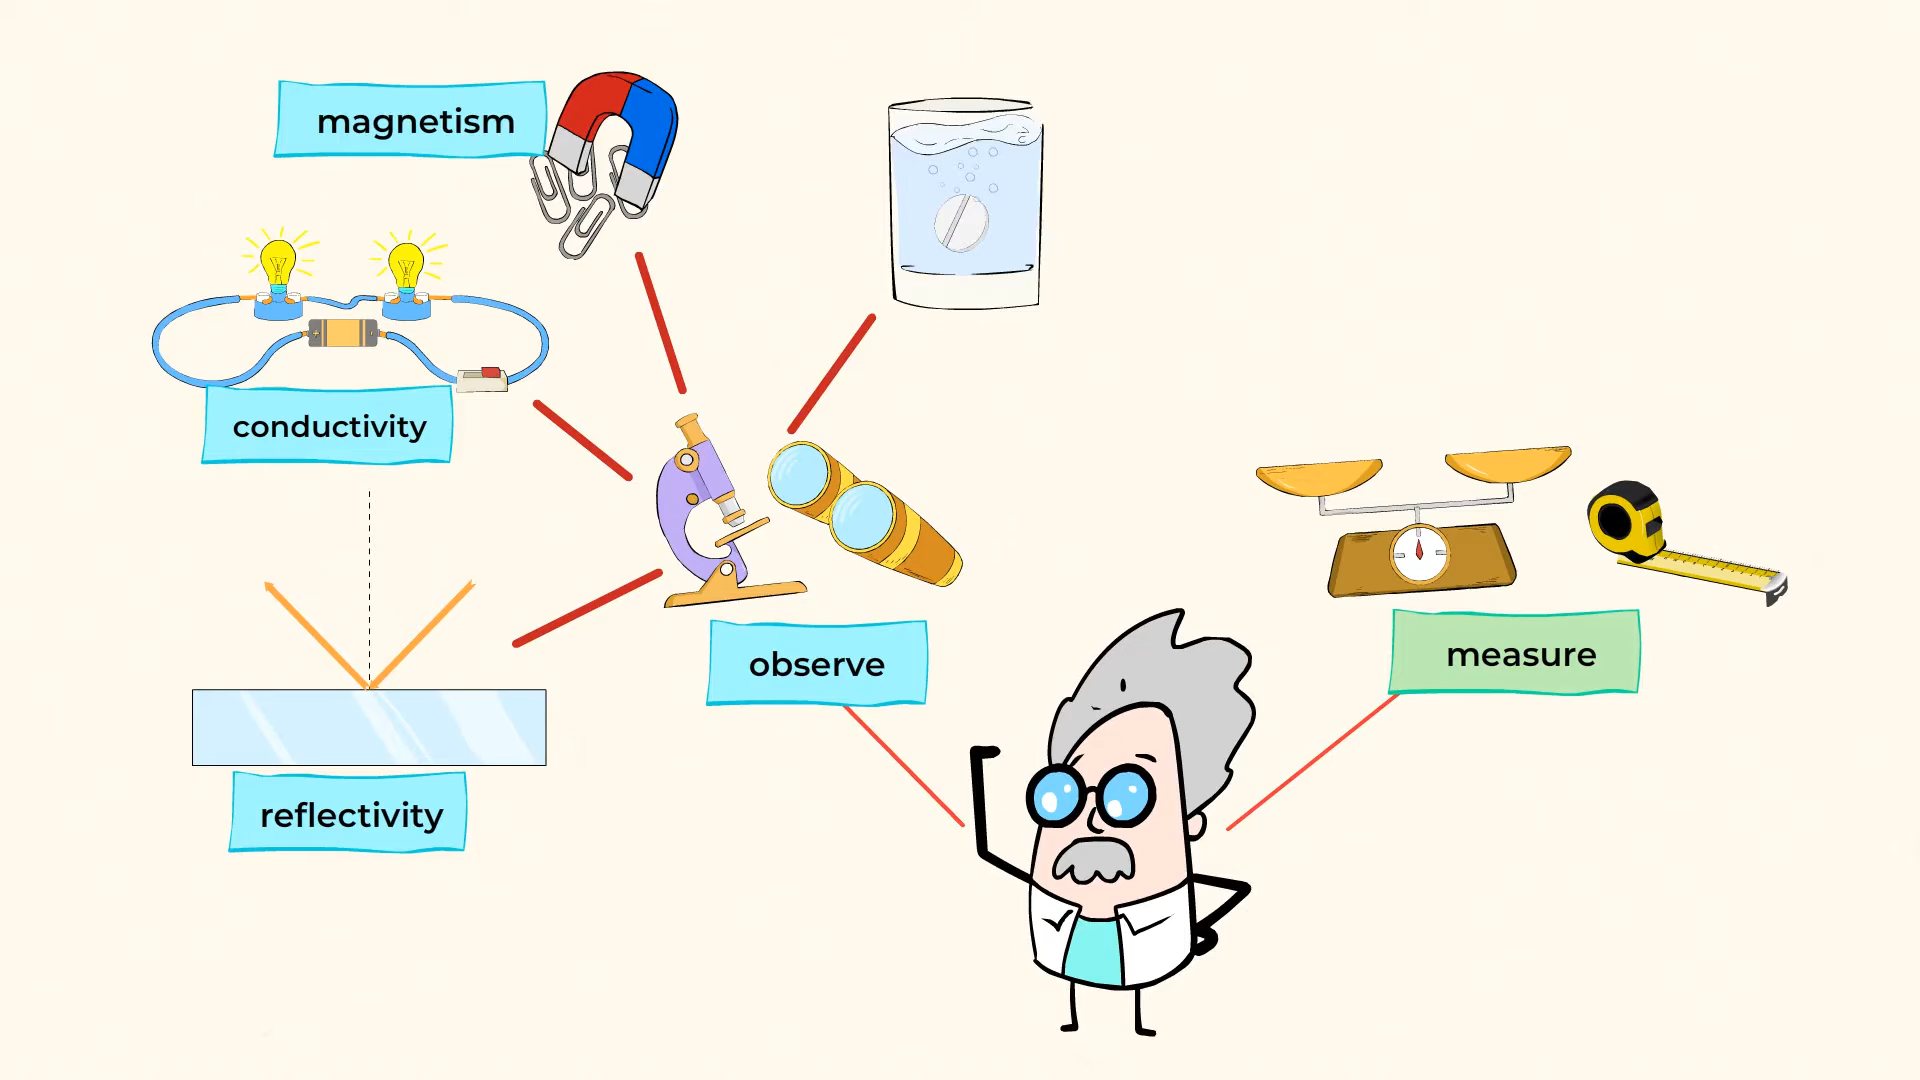 magnetism
conductivity
reflectivity
observe
measure